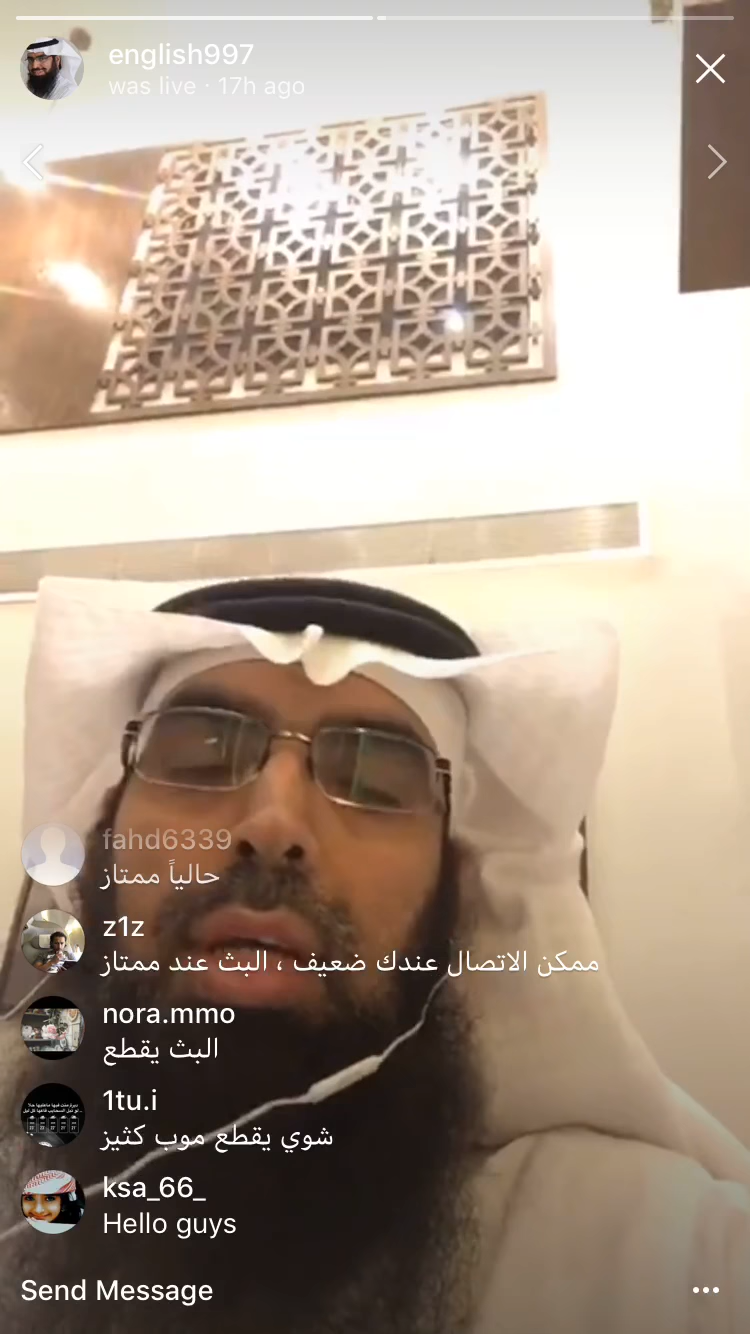 english997
was live · 17h ago
fahd6339
حالياً ممتاز
z1z
ممكن الاتصال عندك ضعيف ، البث عند ممتاز
nora.mmo
البث يقطع
1tu.i
شوي يقطع موب كثيز
ksa_66_
Hello guys
Send Message